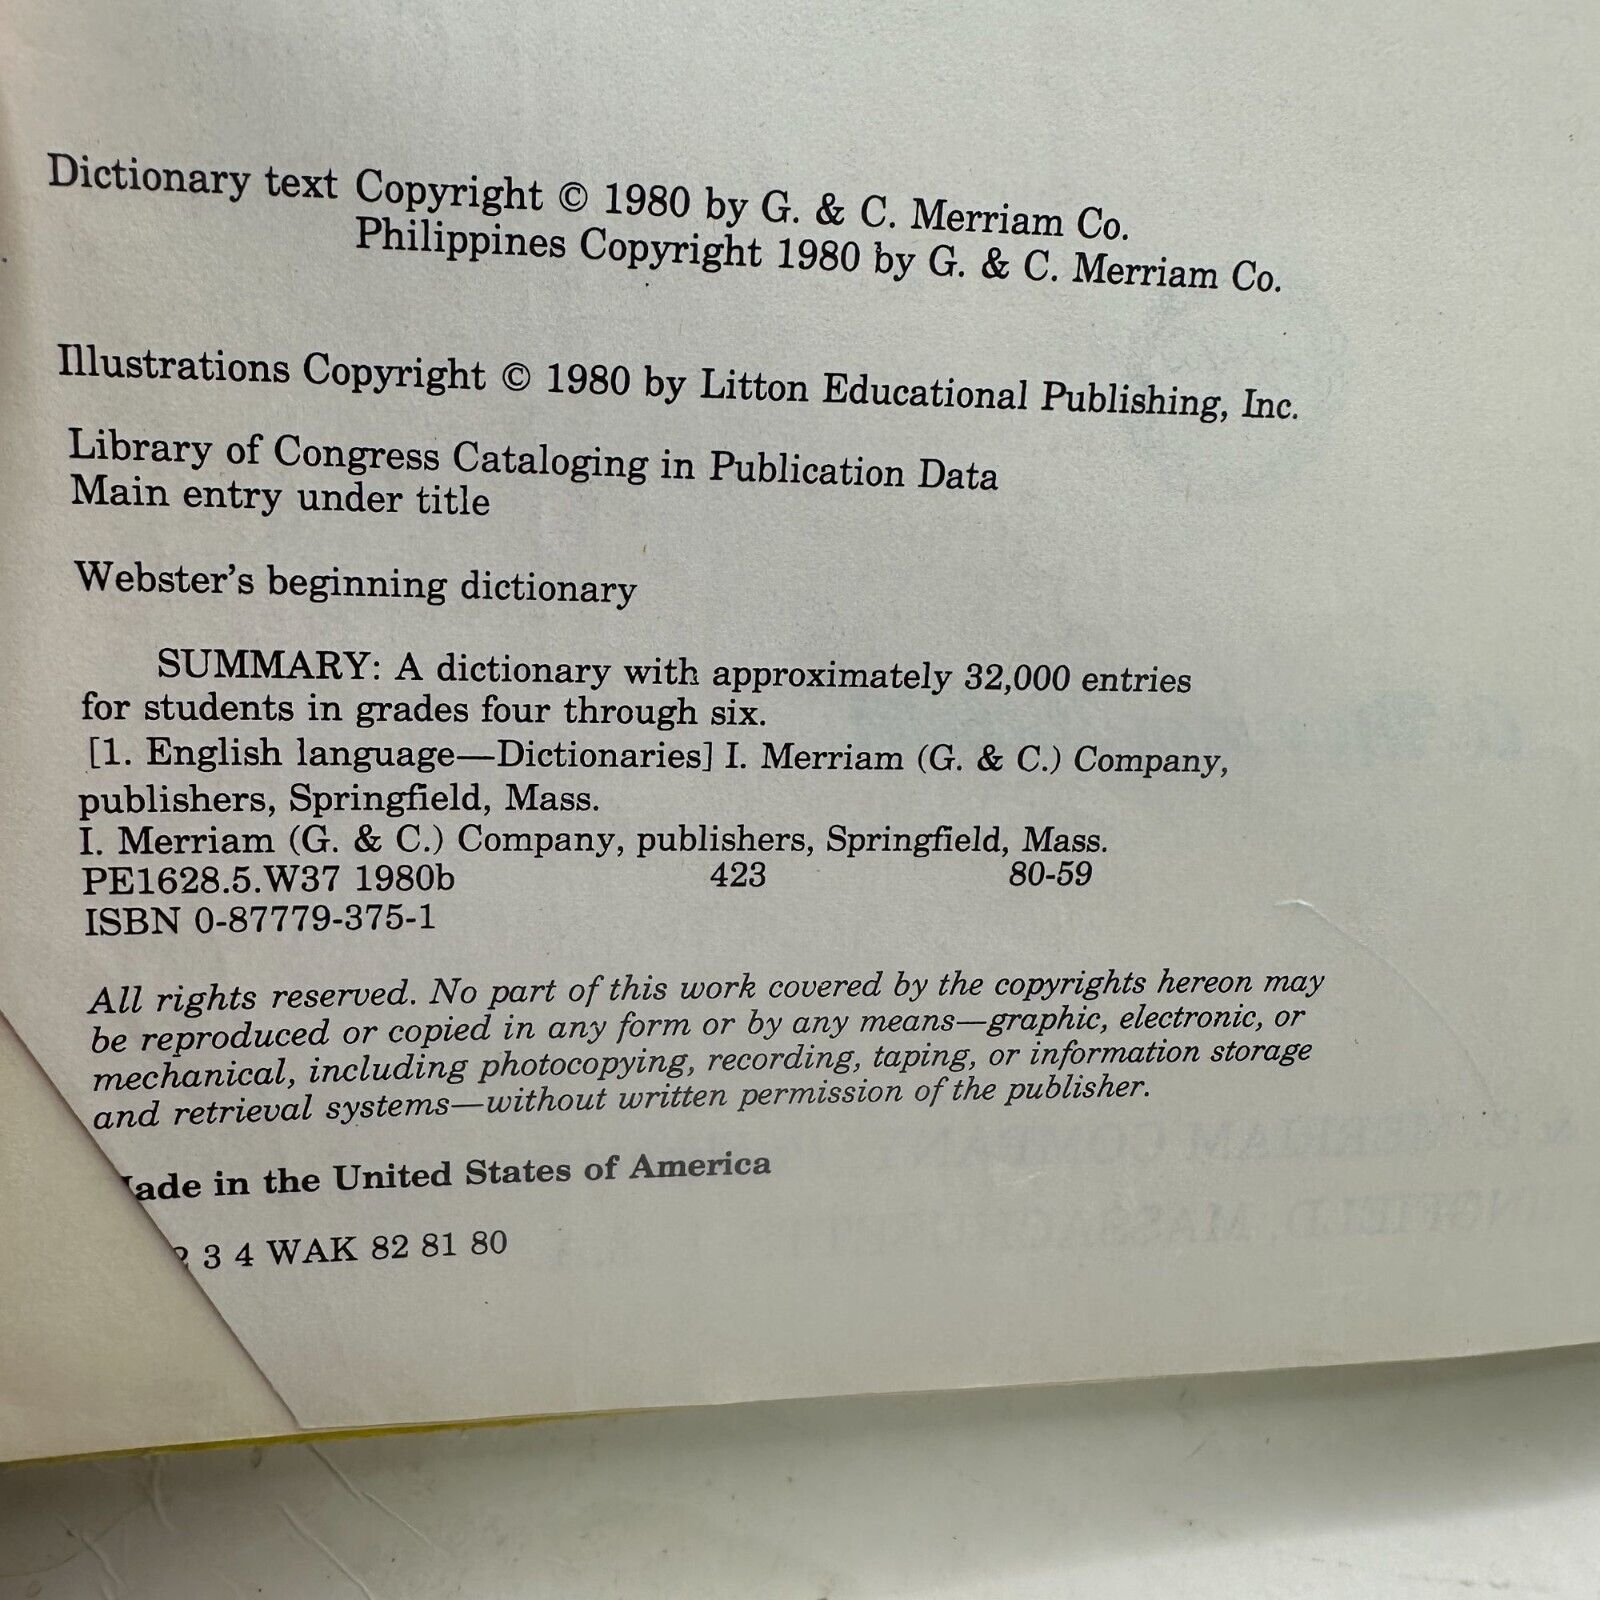 Dictionary text Copyright © 1980 by G. & C. Merriam Co.
Philippines Copyright 1980 by G. & C. Merriam Co.
Illustrations Copyright © 1980 by Litton Educational Publishing, Inc.
Library of Congress Cataloging in Publication Data
Main entry under title
Webster's beginning dictionary
SUMMARY: A dictionary with approximately 32,000 entries
for students in grades four through six.
[1. English language—Dictionaries] I. Merriam (G. & C.) Company,
publishers, Springfield, Mass.
I. Merriam (G. & C.) Company, publishers, Springfield, Mass.
PE1628.5.W37 1980b 423 80-59
ISBN 0-87779-375-1
All rights reserved. No part of this work covered by the copyrights hereon may
be reproduced or copied in any form or by any means—graphic, electronic, or
mechanical, including photocopying, recording, taping, or information storage
and retrieval systems—without written permission of the publisher.
ade in the United States of America
2 3 4 WAK 82 81 80